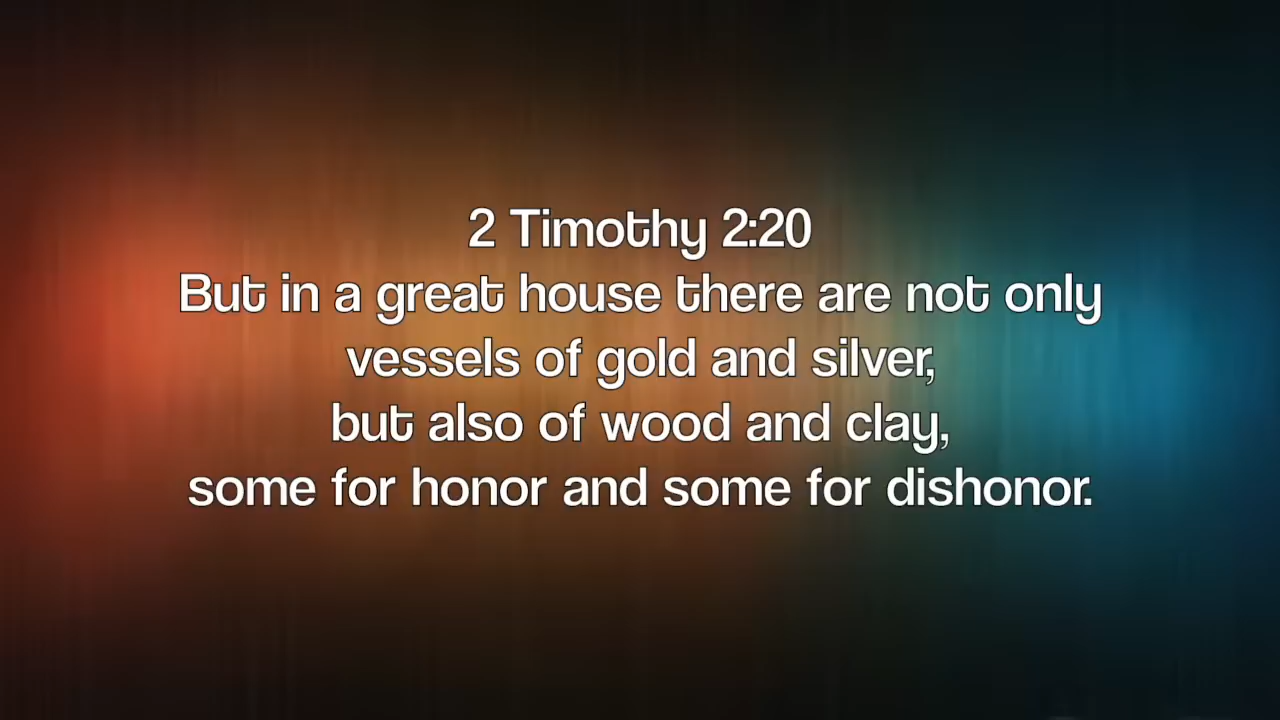 2 Timothy 2:20
But in a great house there are not only
vessels of gold and silver,
but also of wood and clay,
some for honor and some for dishonor.